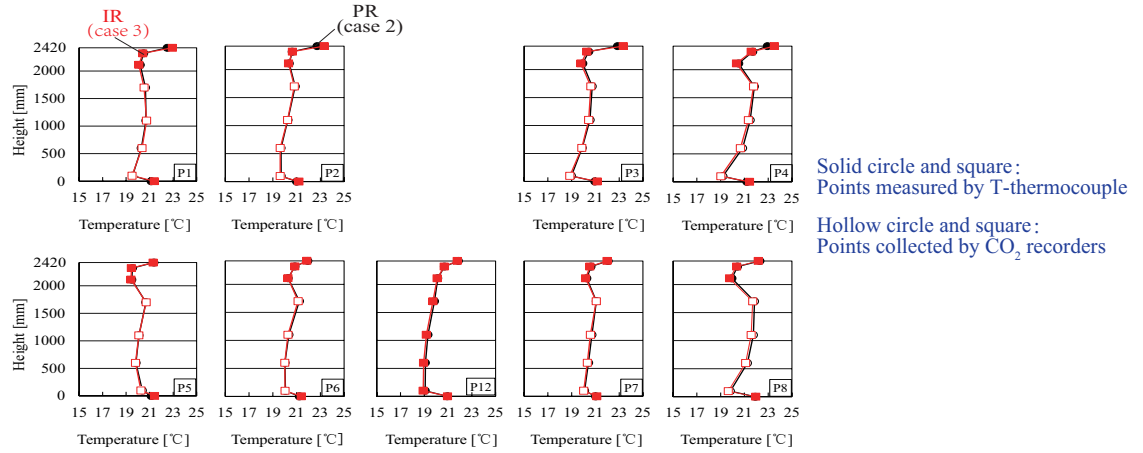 IR
(case 3)
PR
(case 2)
Height [mm]
2420
2000
1500
1000
500
0
P1
P2
P3
P4
15 17 19 21 23 25
17 19 21 23 25
15 17 19 21 23 25
17 19 21 23 25
Temperature [℃]
Temperature [℃]
Temperature [℃]
Temperature [℃]
Solid circle and square:
Points measured by T-thermocouple
Hollow circle and square:
Points collected by CO₂ recorders
Height [mm]
2420
2000
1500
1000
500
0
P5
P6
P12
P7
P8
15 17 19 21 23 25
17 19 21 23 25
17 19 21 23 25
15 17 19 21 23 25
17 19 21 23 25
Temperature [℃]
Temperature [℃]
Temperature [℃]
Temperature [℃]
Temperature [℃]